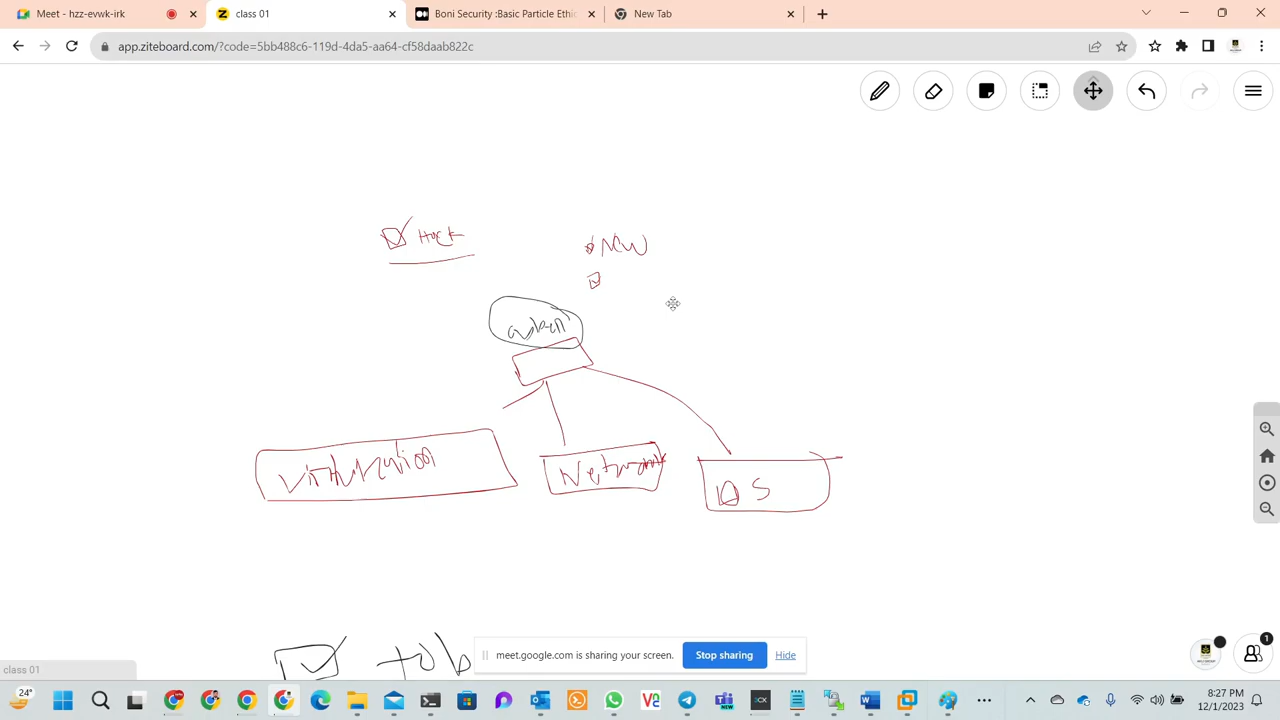 Meet - hzz-evwk-irk
class 01
Boni Security :Basic Particle Ethic
New Tab
app.ziteboard.com/?code=5bb488c6-119d-4da5-aa64-cf58daab822c
Hack
NEW
Network
OS
meet.google.com is sharing your screen.
Stop sharing
Hide
1
class 01
24°
8:27 PM
12/1/2023